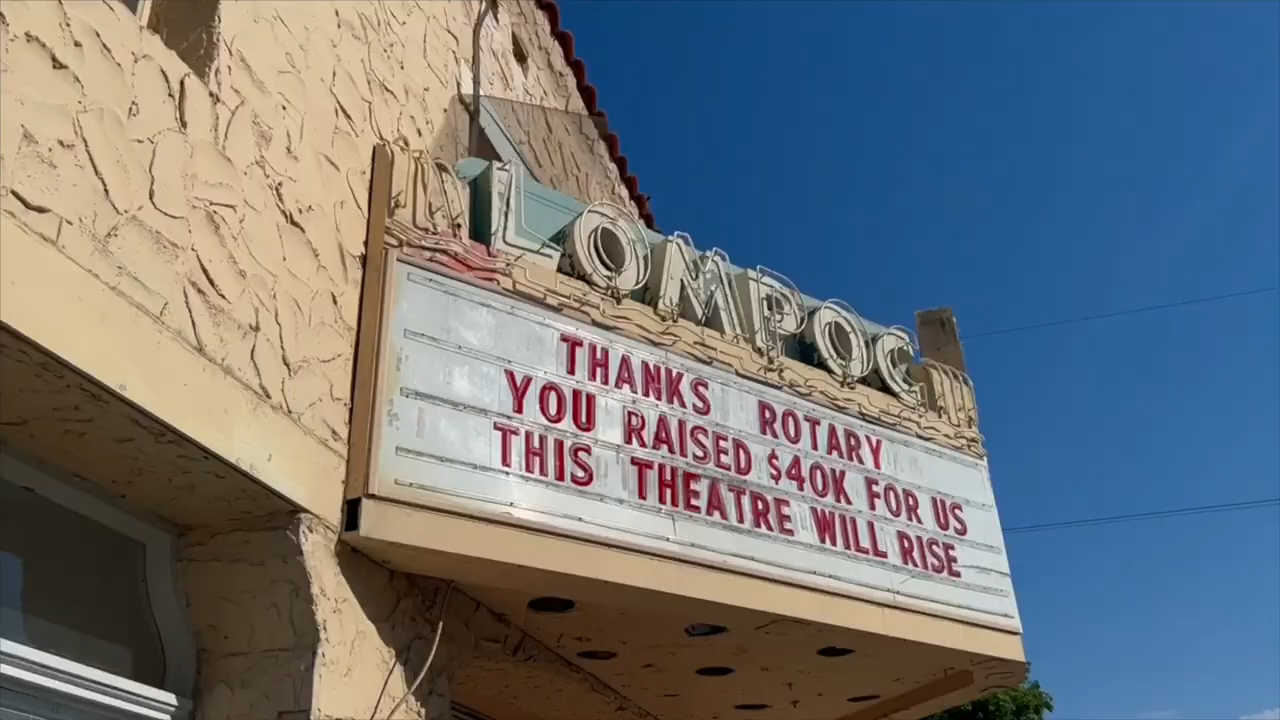 LOMPOC
THANKS ROTARY
YOU RAISED $40K FOR US
THIS THEATRE WILL RISE